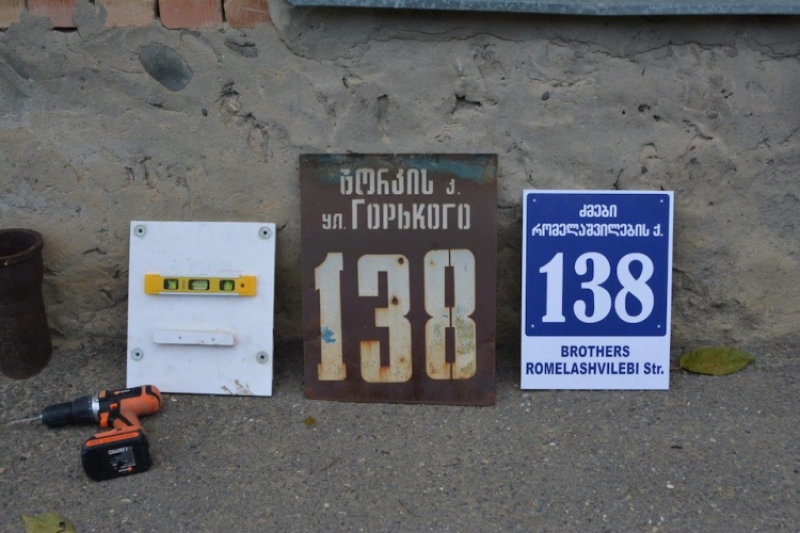 გორკის ქ.
ул. Горького
138
ძმები
რომელაშვილების ქ.
138
BROTHERS
ROMELASHVILEBI Str.